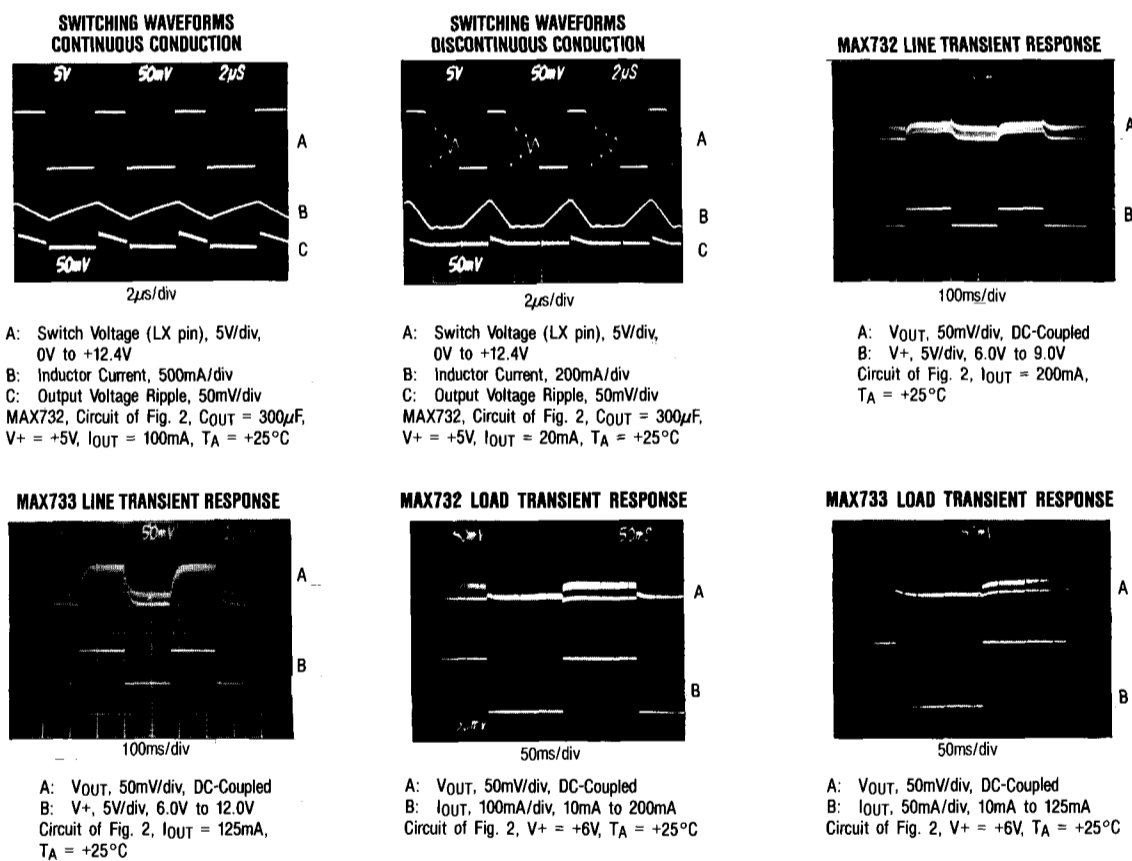 SWITCHING WAVEFORMS
CONTINUOUS CONDUCTION
5V 50mV 2µS
A
B
C
50mV
2µs/div
A: Switch Voltage (LX pin), 5V/div,
0V to +12.4V
B: Inductor Current, 500mA/div
C: Output Voltage Ripple, 50mV/div
MAX732, Circuit of Fig. 2, COUT = 300µF,
V+ = +5V, IOUT = 100mA, TA = +25°C
SWITCHING WAVEFORMS
DISCONTINUOUS CONDUCTION
5V 50mV 2µS
A
B
C
50mV
2µs/div
A: Switch Voltage (LX pin), 5V/div,
0V to +12.4V
B: Inductor Current, 200mA/div
C: Output Voltage Ripple, 50mV/div
MAX732, Circuit of Fig. 2, COUT = 300µF,
V+ = +5V, IOUT = 20mA, TA = +25°C
MAX732 LINE TRANSIENT RESPONSE
A
B
100ms/div
A: VOUT, 50mV/div, DC-Coupled
B: V+, 5V/div, 6.0V to 9.0V
Circuit of Fig. 2, IOUT = 200mA,
TA = +25°C
MAX733 LINE TRANSIENT RESPONSE
50mV
A
B
100ms/div
A: VOUT, 50mV/div, DC-Coupled
B: V+, 5V/div, 6.0V to 12.0V
Circuit of Fig. 2, IOUT = 125mA,
TA = +25°C
MAX732 LOAD TRANSIENT RESPONSE
A
B
50ms/div
A: VOUT, 50mV/div, DC-Coupled
B: IOUT, 100mA/div, 10mA to 200mA
Circuit of Fig. 2, V+ = +6V, TA = +25°C
MAX733 LOAD TRANSIENT RESPONSE
A
B
50ms/div
A: VOUT, 50mV/div, DC-Coupled
B: IOUT, 50mA/div, 10mA to 125mA
Circuit of Fig. 2, V+ = +6V, TA = +25°C